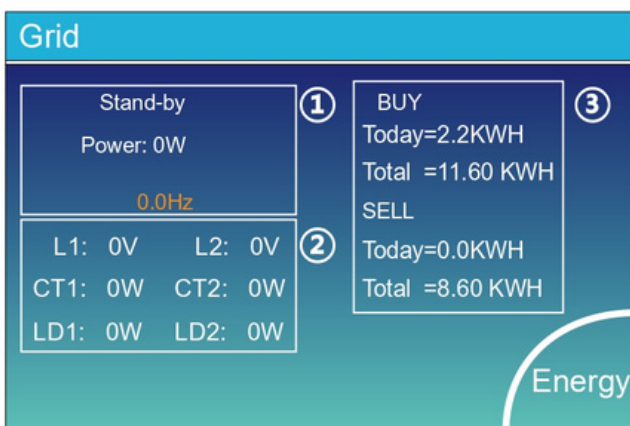 Grid
Stand-by
Power: 0W
0.0Hz
①
L1: 0V L2: 0V
CT1: 0W CT2: 0W
LD1: 0W LD2: 0W
②
BUY
Today=2.2KWH
Total =11.60 KWH
SELL
Today=0.0KWH
Total =8.60 KWH
③
Energy